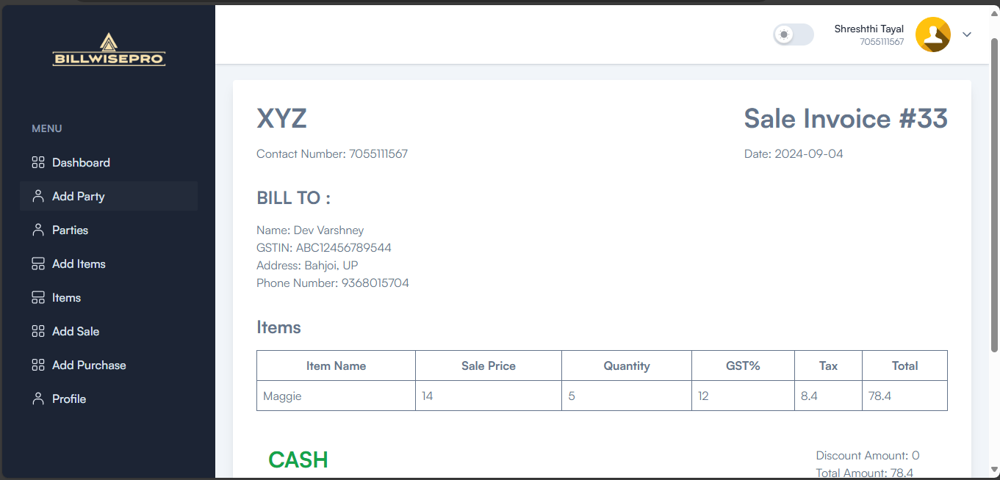 BILLWISEPRO
MENU
Dashboard
Add Party
Parties
Add Items
Items
Add Sale
Add Purchase
Profile
Shreshthi Tayal
7055111567
XYZ
Contact Number: 7055111567
Sale Invoice #33
Date: 2024-09-04
BILL TO :
Name: Dev Varshney
GSTIN: ABC12456789544
Address: Bahjoi, UP
Phone Number: 9368015704
Items
Item Name Sale Price Quantity GST% Tax Total
Maggie 14 5 12 8.4 78.4
CASH
Discount Amount: 0
Total Amount: 78.4